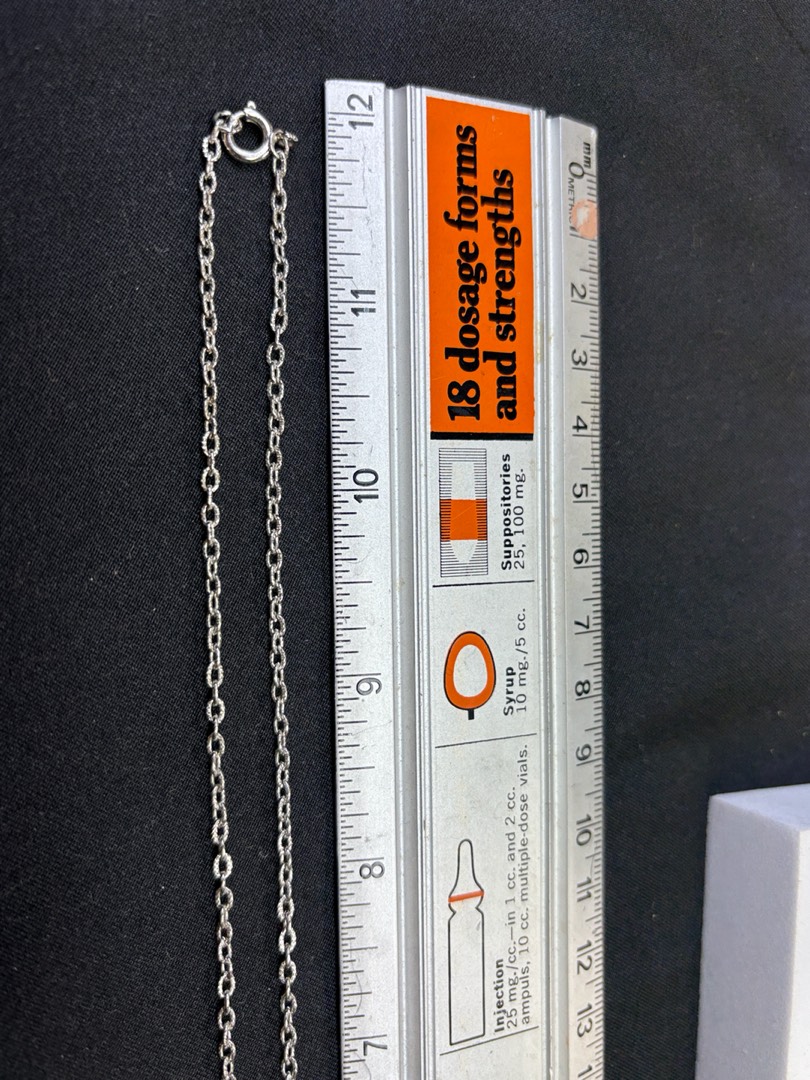 18 dosage forms
and strengths
Suppositories
25, 100 mg.
Syrup
10 mg./5 cc.
Injection
25 mg./cc.—in 1 cc. and 2 cc.
ampuls, 10 cc. multiple-dose vials.
12
11
10
9
8
7
mm
0
2
3
4
5
6
7
8
9
10
11
12
13